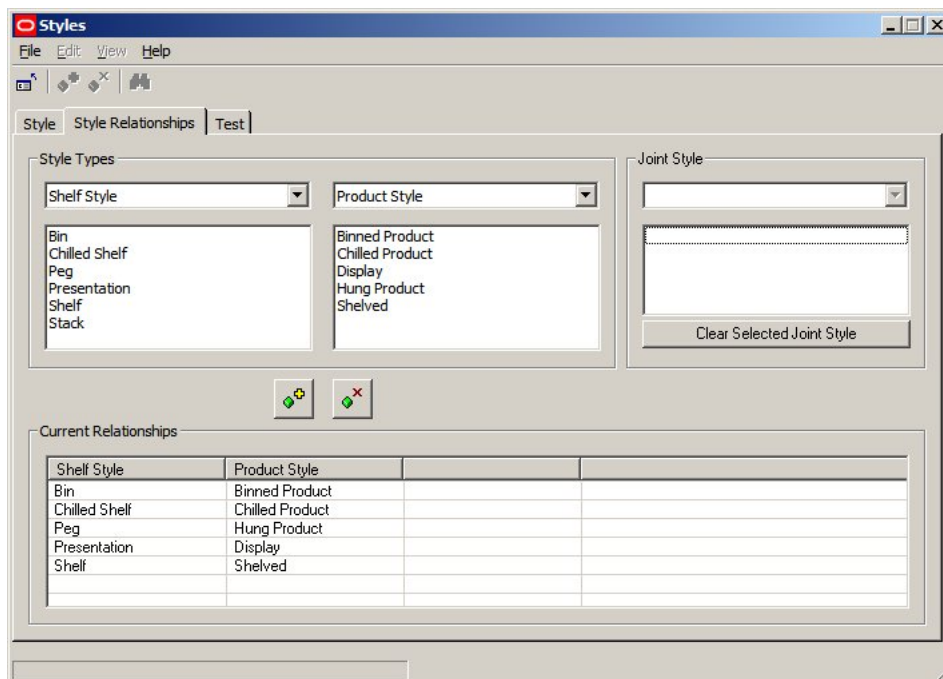 Styles
File Edit View Help
Style Style Relationships Test
Style Types
Joint Style
Shelf Style
Product Style
Bin
Chilled Shelf
Peg
Presentation
Shelf
Stack
Binned Product
Chilled Product
Display
Hung Product
Shelved
Clear Selected Joint Style
Current Relationships
Shelf Style Product Style
Bin Binned Product
Chilled Shelf Chilled Product
Peg Hung Product
Presentation Display
Shelf Shelved